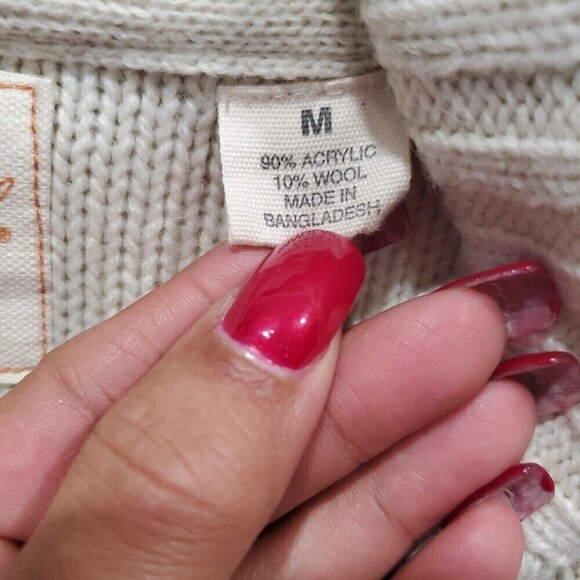 M
90% ACRYLIC
10% WOOL
MADE IN
BANGLADESH